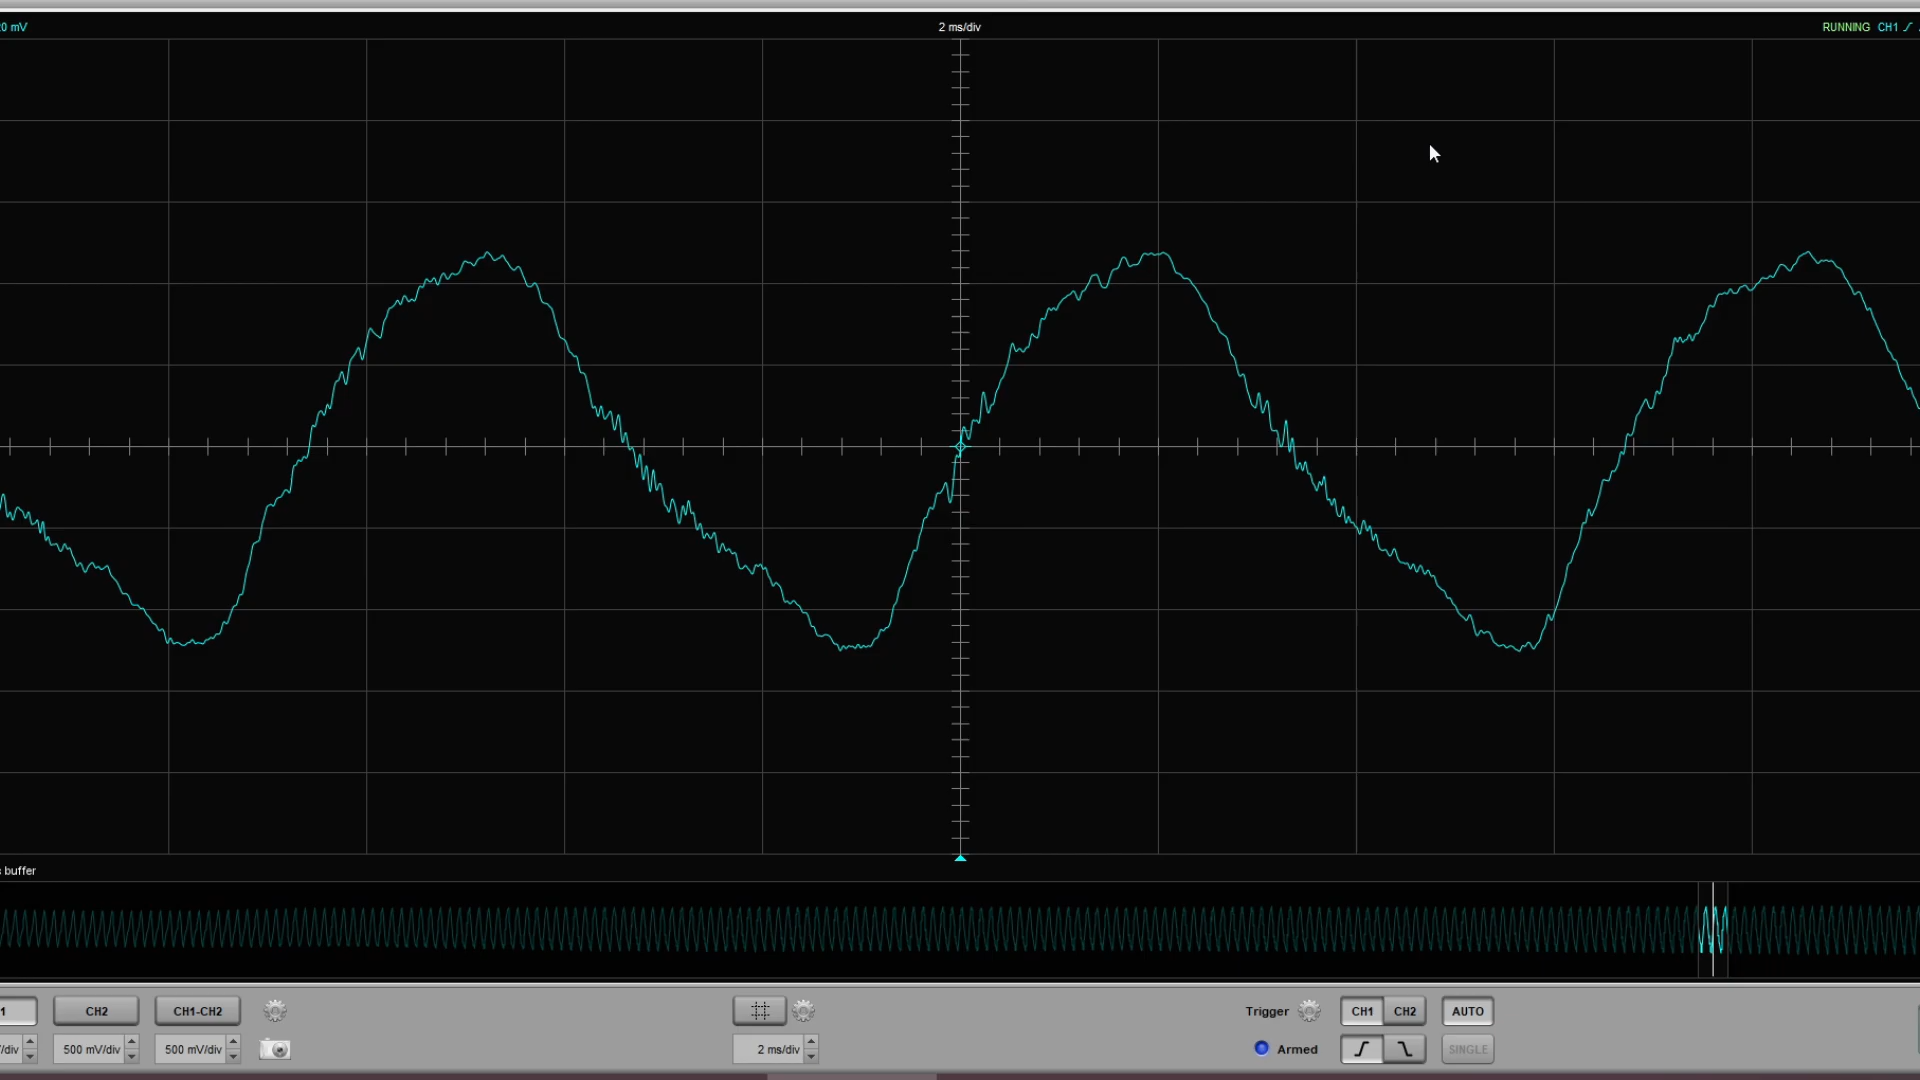 0 mV
2 ms/div
RUNNING CH1
buffer
1
CH2
CH1-CH2
Trigger
CH1
CH2
AUTO
/div
500 mV/div
500 mV/div
2 ms/div
Armed
SINGLE